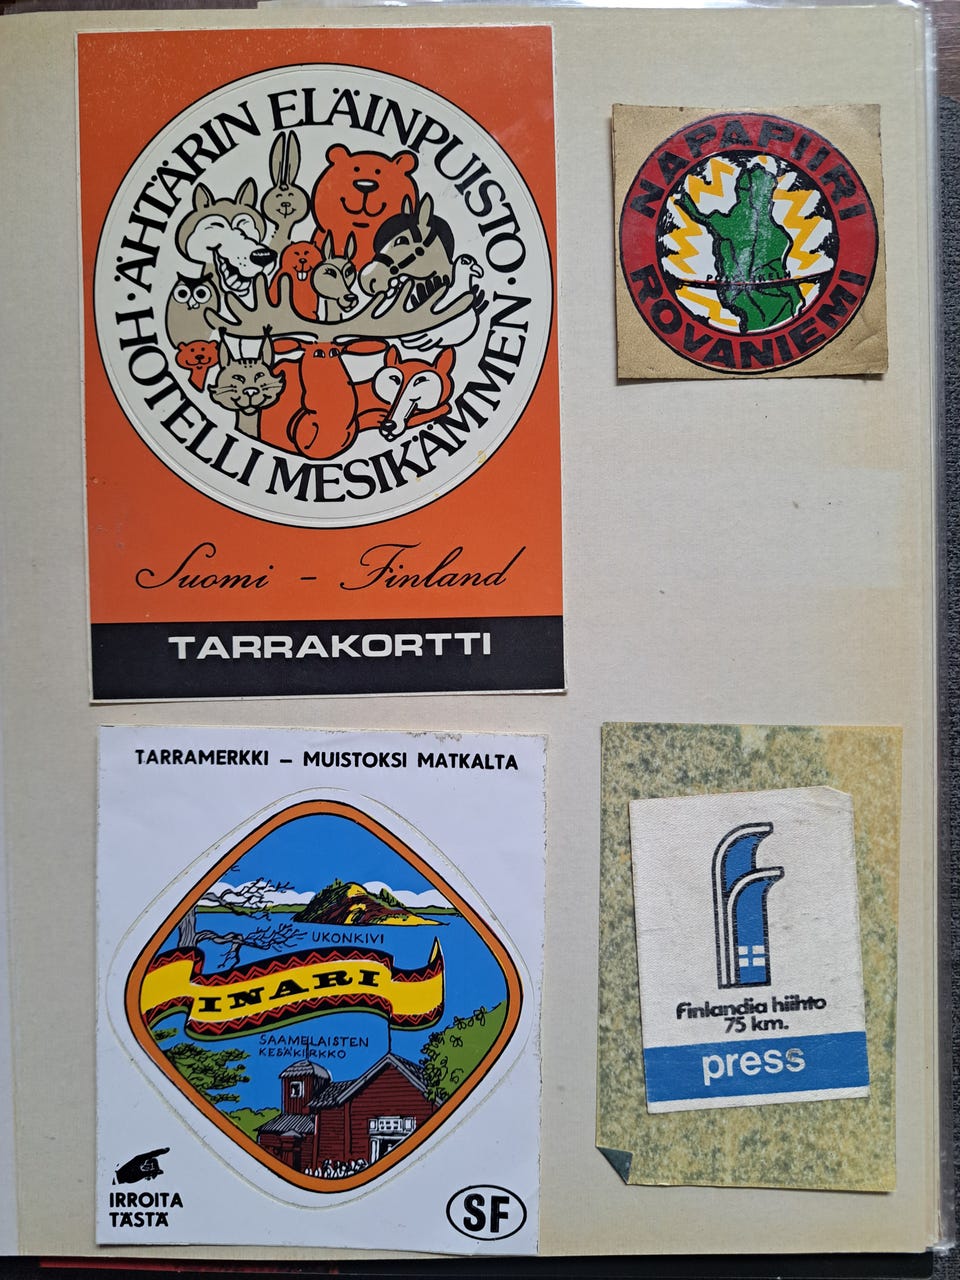 ·ÄHTÄRIN ELÄINPUISTO·
HOTELLI MESIKÄMMEN
Suomi - Finland
TARRAKORTTI
NAPAPIIRI
ROVANIEMI
TARRAMERKKI – MUISTOKSI MATKALTA
UKONKIVI
INARI
SAAMELAISTEN
KESÄKIRKKO
IRROITA
TÄSTÄ
SF
finlandia hiihto
75 km.
press